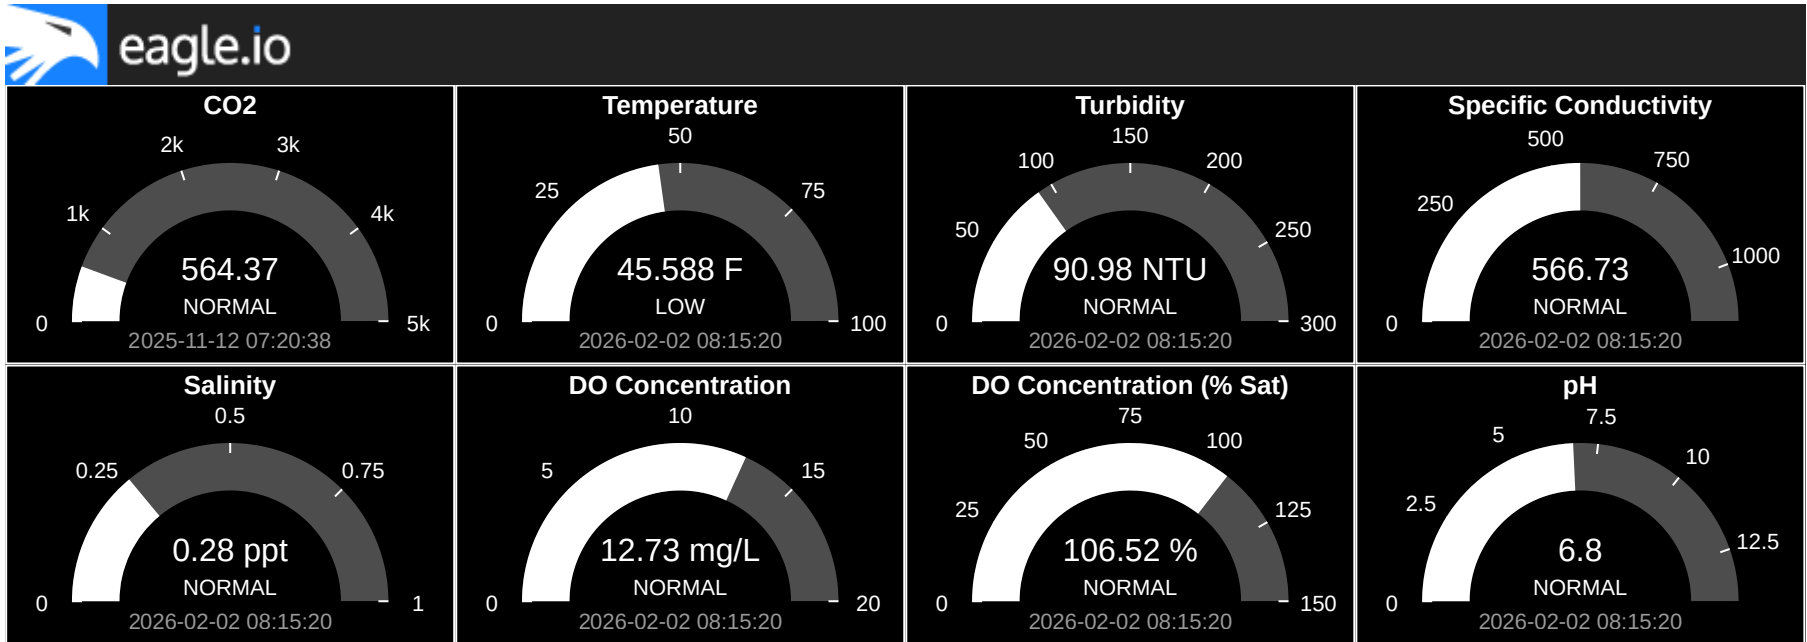 eagle.io
CO2
2k
3k
1k
4k
0
5k
564.37
NORMAL
2025-11-12 07:20:38
Temperature
50
25
75
0
100
45.588 F
LOW
2026-02-02 08:15:20
Turbidity
150
100
200
50
250
0
300
90.98 NTU
NORMAL
2026-02-02 08:15:20
Specific Conductivity
500
750
250
1000
0
566.73
NORMAL
2026-02-02 08:15:20
Salinity
0.5
0.25
0.75
0
1
0.28 ppt
NORMAL
2026-02-02 08:15:20
DO Concentration
10
5
15
0
20
12.73 mg/L
NORMAL
2026-02-02 08:15:20
DO Concentration (% Sat)
75
50
100
25
125
0
150
106.52 %
NORMAL
2026-02-02 08:15:20
pH
7.5
5
10
2.5
12.5
0
6.8
NORMAL
2026-02-02 08:15:20